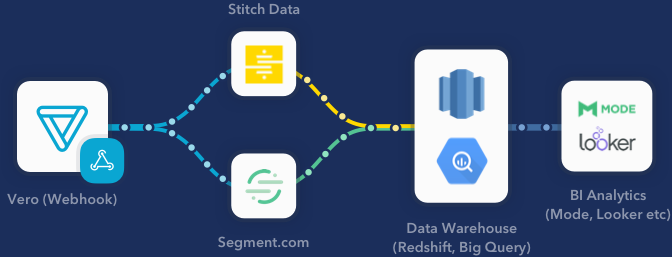 Stitch Data
Vero (Webhook)
Segment.com
MODE
looker
Data Warehouse
(Redshift, Big Query)
BI Analytics
(Mode, Looker etc)